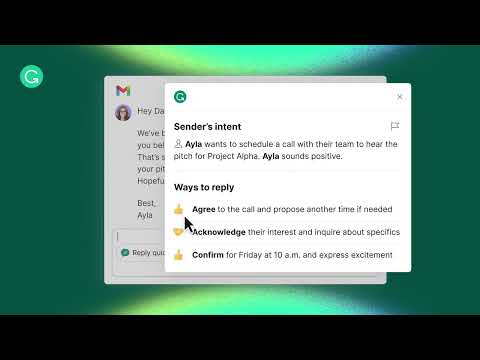 G
Hey Da
We've b
you bel
That's s
your pit
Hopefu
Best,
Ayla
Reply quic
G
Sender's intent
Ayla wants to schedule a call with their team to hear the
pitch for Project Alpha. Ayla sounds positive.
Ways to reply
Agree to the call and propose another time if needed
Acknowledge their interest and inquire about specifics
Confirm for Friday at 10 a.m. and express excitement